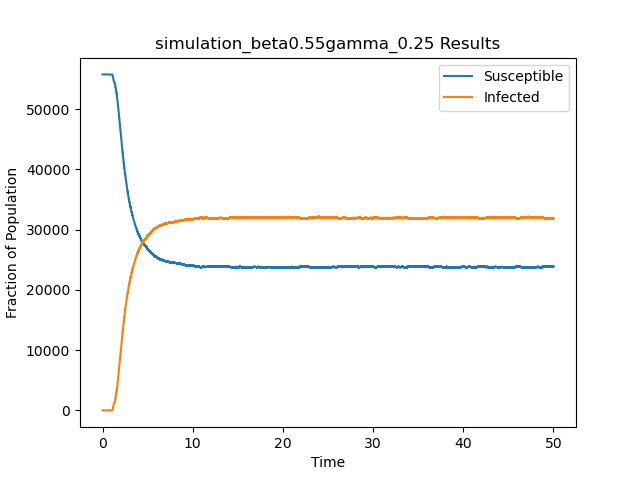 simulation_beta0.55gamma_0.25 Results
Susceptible
Infected
Fraction of Population
50000
40000
30000
20000
10000
0
0 10 20 30 40 50
Time